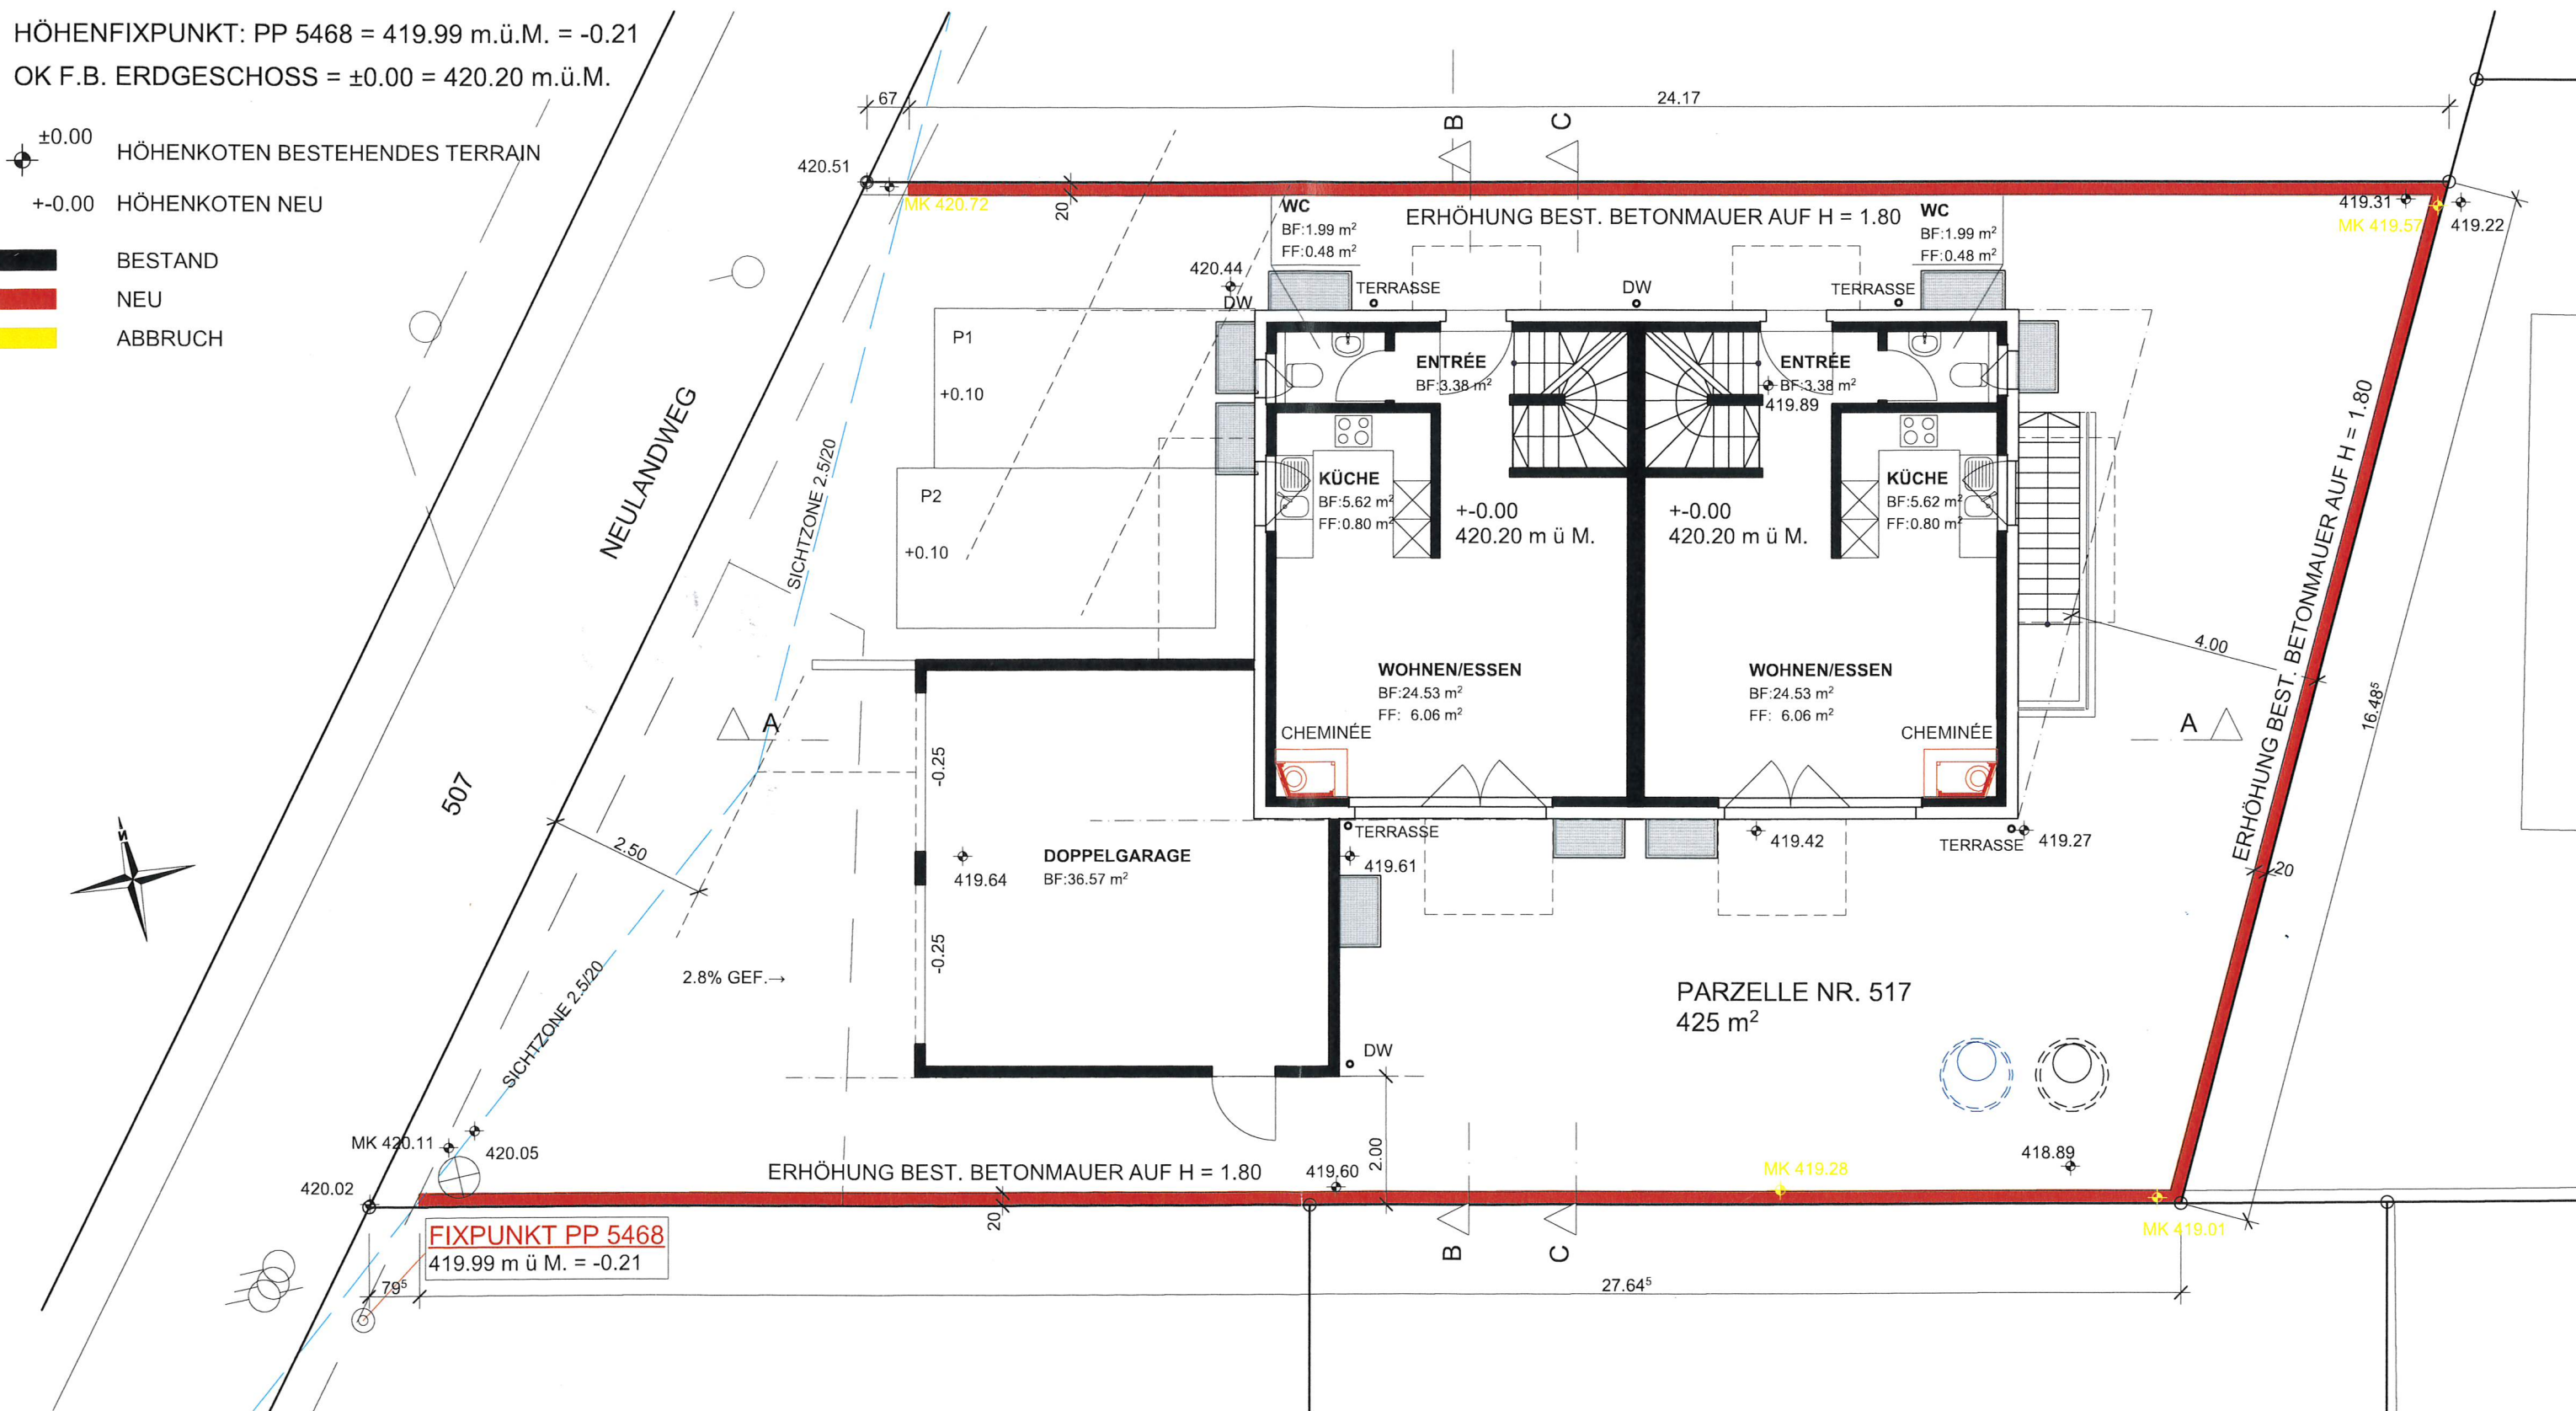 HÖHENFIXPUNKT: PP 5468 = 419.99 m.ü.M. = -0.21
OK F.B. ERDGESCHOSS = ±0.00 = 420.20 m.ü.M.
±0.00
HÖHENKOTEN BESTEHENDES TERRAIN
+-0.00
HÖHENKOTEN NEU
BESTAND
NEU
ABBRUCH
67
24.17
B
C
420.51
MK 420.72
20
WC
BF:1.99 m²
FF:0.48 m²
ERHÖHUNG BEST. BETONMAUER AUF H = 1.80
WC
BF:1.99 m²
FF:0.48 m²
419.31
MK 419.57
419.22
420.44
DW
TERRASSE
DW
TERRASSE
P1
+0.10
ENTRÉE
BF:3.38 m²
ENTRÉE
BF:3.38 m²
419.89
NEULANDWEG
SICHTZONE 2.5/20
P2
+0.10
KÜCHE
BF:5.62 m²
FF:0.80 m²
+-0.00
420.20 m ü M.
+-0.00
420.20 m ü M.
KÜCHE
BF:5.62 m²
FF:0.80 m²
ERHÖHUNG BEST. BETONMAUER AUF H = 1.80
4.00
16.48⁵
WOHNEN/ESSEN
BF:24.53 m²
FF: 6.06 m²
WOHNEN/ESSEN
BF:24.53 m²
FF: 6.06 m²
A
CHEMINÉE
CHEMINÉE
A
507
N
2.50
-0.25
TERRASSE
419.42
TERRASSE
419.27
20
419.64
DOPPELGARAGE
BF:36.57 m²
419.61
-0.25
2.8% GEF.→
SICHTZONE 2.5/20
PARZELLE NR. 517
425 m²
DW
2.00
MK 420.11
420.05
420.02
ERHÖHUNG BEST. BETONMAUER AUF H = 1.80
419.60
MK 419.28
418.89
20
MK 419.01
FIXPUNKT PP 5468
419.99 m ü M. = -0.21
B
C
79⁵
27.64⁵